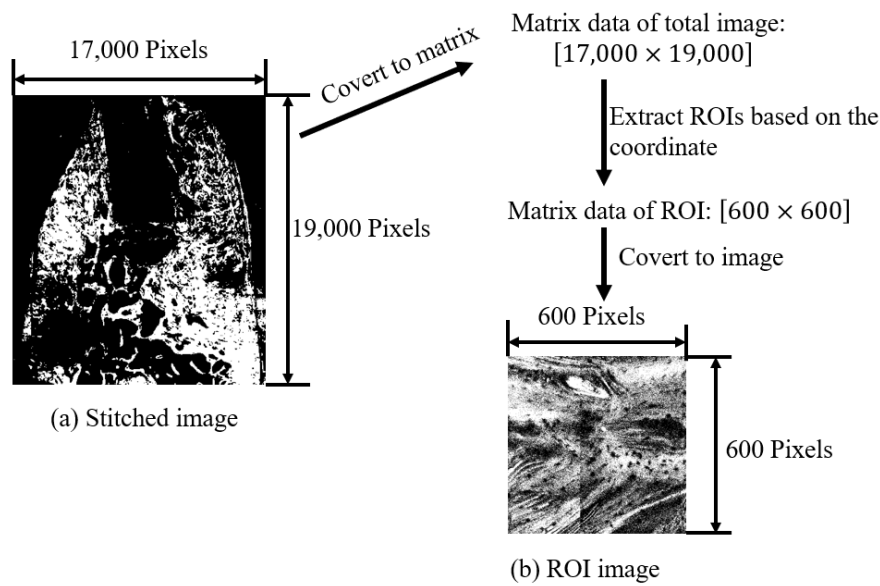 17,000 Pixels
19,000 Pixels
(a) Stitched image
Covert to matrix
Matrix data of total image:
[17,000 × 19,000]
Extract ROIs based on the
coordinate
Matrix data of ROI: [600 × 600]
Covert to image
600 Pixels
600 Pixels
(b) ROI image